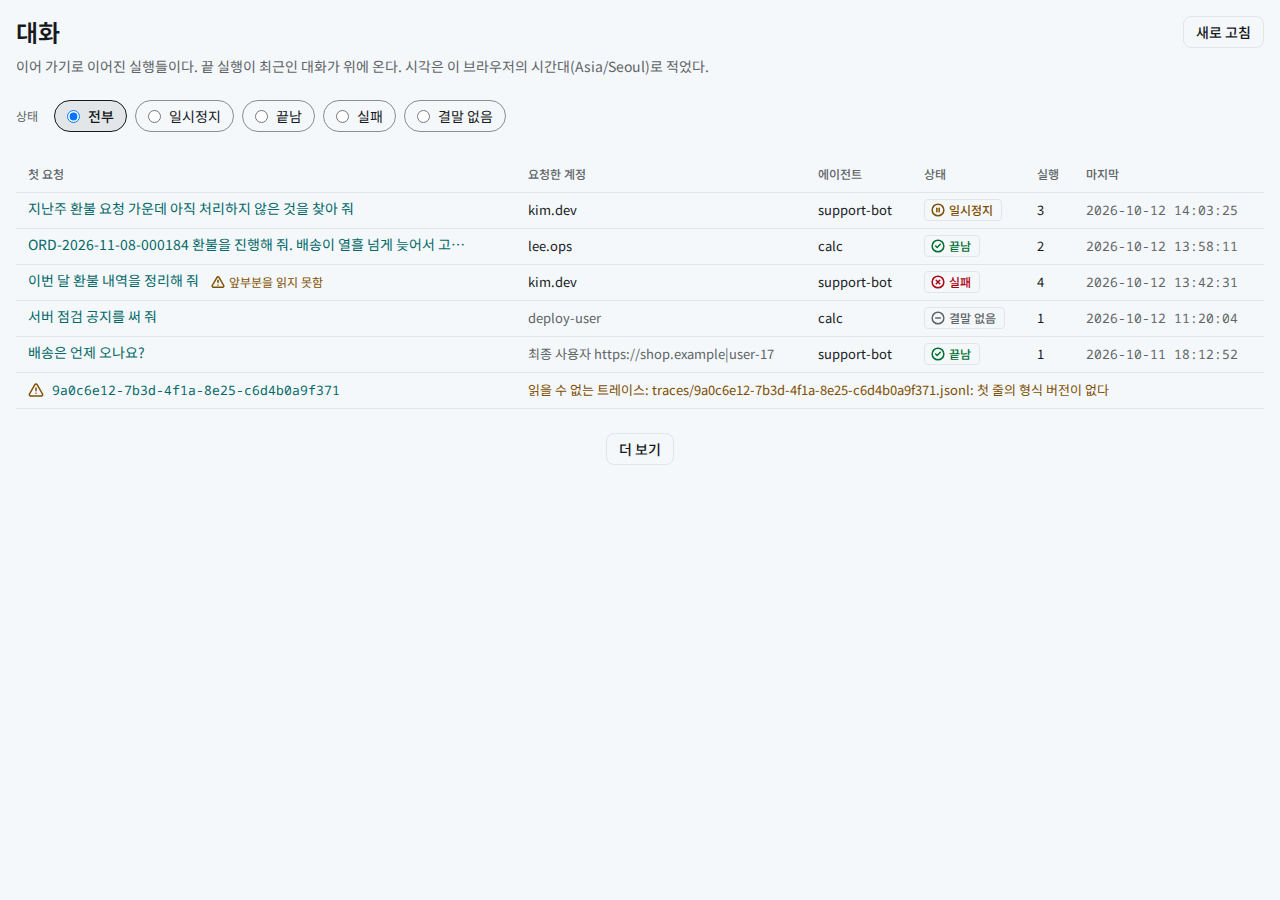 대화
새로 고침
이어 가기로 이어진 실행들이다. 끝 실행이 최근인 대화가 위에 온다. 시각은 이 브라우저의 시간대(Asia/Seoul)로 적었다.
상태 전부 일시정지 끝남 실패 결말 없음
첫 요청 요청한 계정 에이전트 상태 실행 마지막
지난주 환불 요청 가운데 아직 처리하지 않은 것을 찾아 줘 kim.dev support-bot 일시정지 3 2026-10-12 14:03:25
ORD-2026-11-08-000184 환불을 진행해 줘. 배송이 열흘 넘게 늦어서 고… lee.ops calc 끝남 2 2026-10-12 13:58:11
이번 달 환불 내역을 정리해 줘 앞부분을 읽지 못함 kim.dev support-bot 실패 4 2026-10-12 13:42:31
서버 점검 공지를 써 줘 deploy-user calc 결말 없음 1 2026-10-12 11:20:04
배송은 언제 오나요? 최종 사용자 https://shop.example|user-17 support-bot 끝남 1 2026-10-11 18:12:52
9a0c6e12-7b3d-4f1a-8e25-c6d4b0a9f371 읽을 수 없는 트레이스: traces/9a0c6e12-7b3d-4f1a-8e25-c6d4b0a9f371.jsonl: 첫 줄의 형식 버전이 없다
더 보기